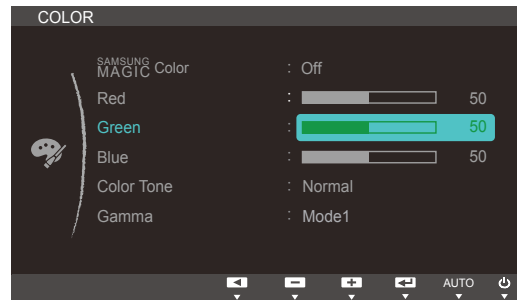 COLOR
SAMSUNG MAGIC Color : Off
Red : 50
Green : 50
Blue : 50
Color Tone : Normal
Gamma : Mode1
AUTO